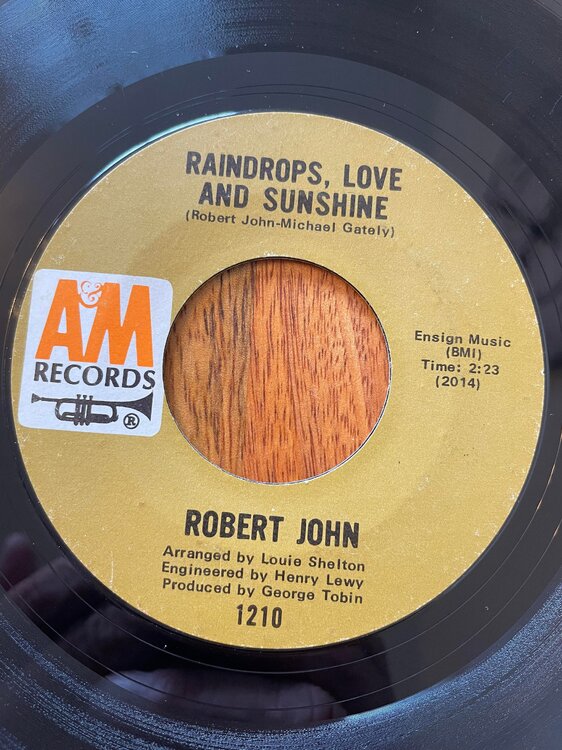 RAINDROPS, LOVE
AND SUNSHINE
(Robert John-Michael Gately)
A&M
RECORDS
®
Ensign Music
(BMI)
Time: 2:23
(2014)
ROBERT JOHN
Arranged by Louie Shelton
Engineered by Henry Lewy
Produced by George Tobin
1210